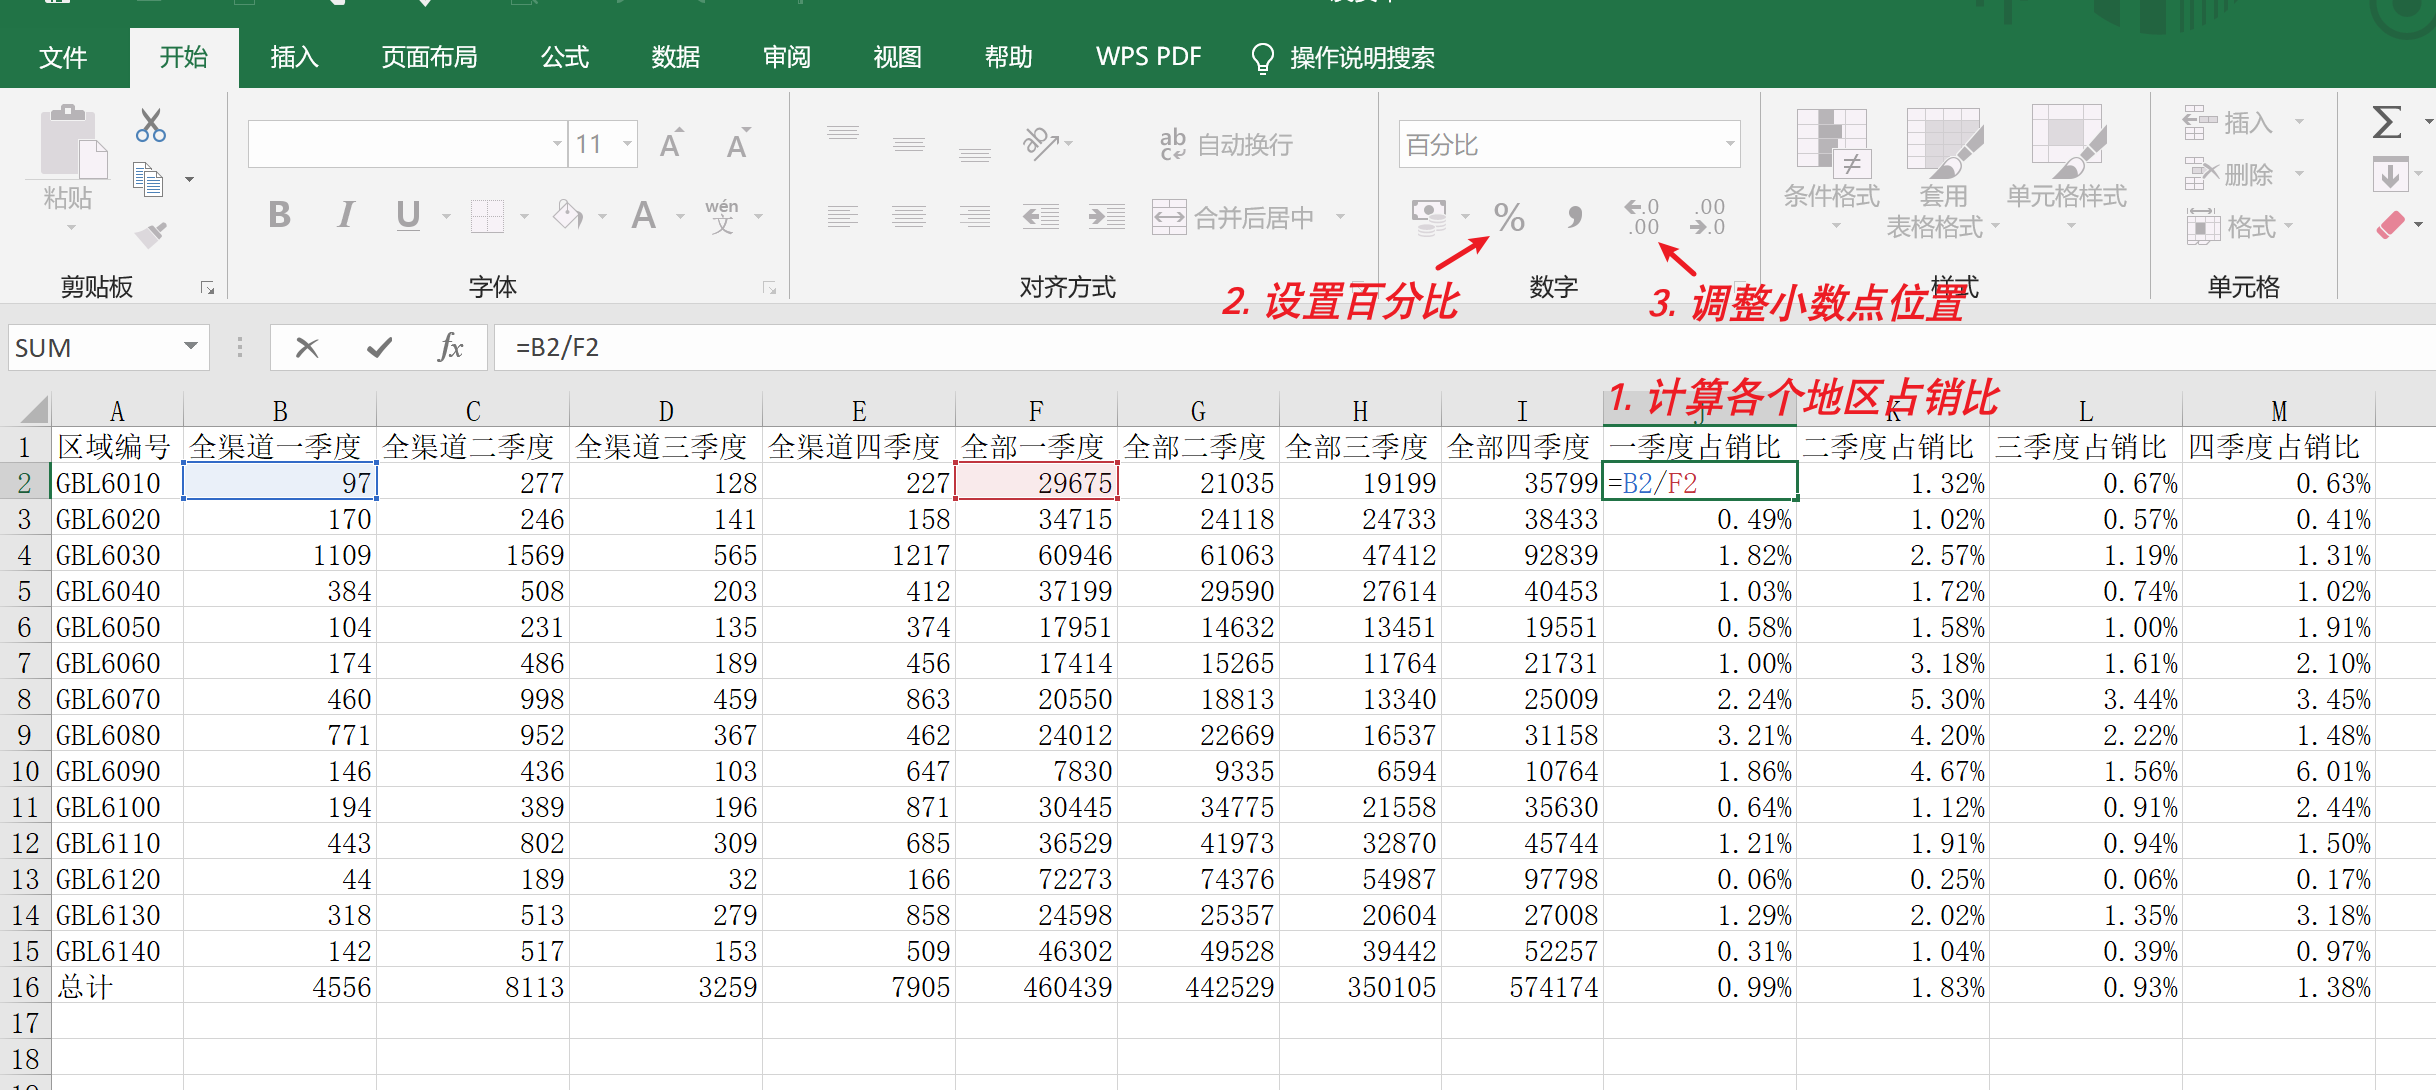 文件 开始 插入 页面布局 公式 数据 审阅 视图 帮助 WPS PDF 操作说明搜索
粘贴
剪贴板
11
B I U A wén 文
字体
ab 自动换行
合并后居中
对齐方式
百分比
% , .0 .00 .00 .0
数字
条件格式 套用 表格格式 单元格样式
样式
插入
删除
格式
单元格
2. 设置百分比
3. 调整小数点位置
SUM fx =B2/F2
1. 计算各个地区占销比
A B C D E F G H I J K L M
1 区域编号 全渠道一季度 全渠道二季度 全渠道三季度 全渠道四季度 全部一季度 全部二季度 全部三季度 全部四季度 一季度占销比 二季度占销比 三季度占销比 四季度占销比
2 GBL6010 97 277 128 227 29675 21035 19199 35799 =B2/F2 1.32% 0.67% 0.63%
3 GBL6020 170 246 141 158 34715 24118 24733 38433 0.49% 1.02% 0.57% 0.41%
4 GBL6030 1109 1569 565 1217 60946 61063 47412 92839 1.82% 2.57% 1.19% 1.31%
5 GBL6040 384 508 203 412 37199 29590 27614 40453 1.03% 1.72% 0.74% 1.02%
6 GBL6050 104 231 135 374 17951 14632 13451 19551 0.58% 1.58% 1.00% 1.91%
7 GBL6060 174 486 189 456 17414 15265 11764 21731 1.00% 3.18% 1.61% 2.10%
8 GBL6070 460 998 459 863 20550 18813 13340 25009 2.24% 5.30% 3.44% 3.45%
9 GBL6080 771 952 367 462 24012 22669 16537 31158 3.21% 4.20% 2.22% 1.48%
10 GBL6090 146 436 103 647 7830 9335 6594 10764 1.86% 4.67% 1.56% 6.01%
11 GBL6100 194 389 196 871 30445 34775 21558 35630 0.64% 1.12% 0.91% 2.44%
12 GBL6110 443 802 309 685 36529 41973 32870 45744 1.21% 1.91% 0.94% 1.50%
13 GBL6120 44 189 32 166 72273 74376 54987 97798 0.06% 0.25% 0.06% 0.17%
14 GBL6130 318 513 279 858 24598 25357 20604 27008 1.29% 2.02% 1.35% 3.18%
15 GBL6140 142 517 153 509 46302 49528 39442 52257 0.31% 1.04% 0.39% 0.97%
16 总计 4556 8113 3259 7905 460439 442529 350105 574174 0.99% 1.83% 0.93% 1.38%
17
18